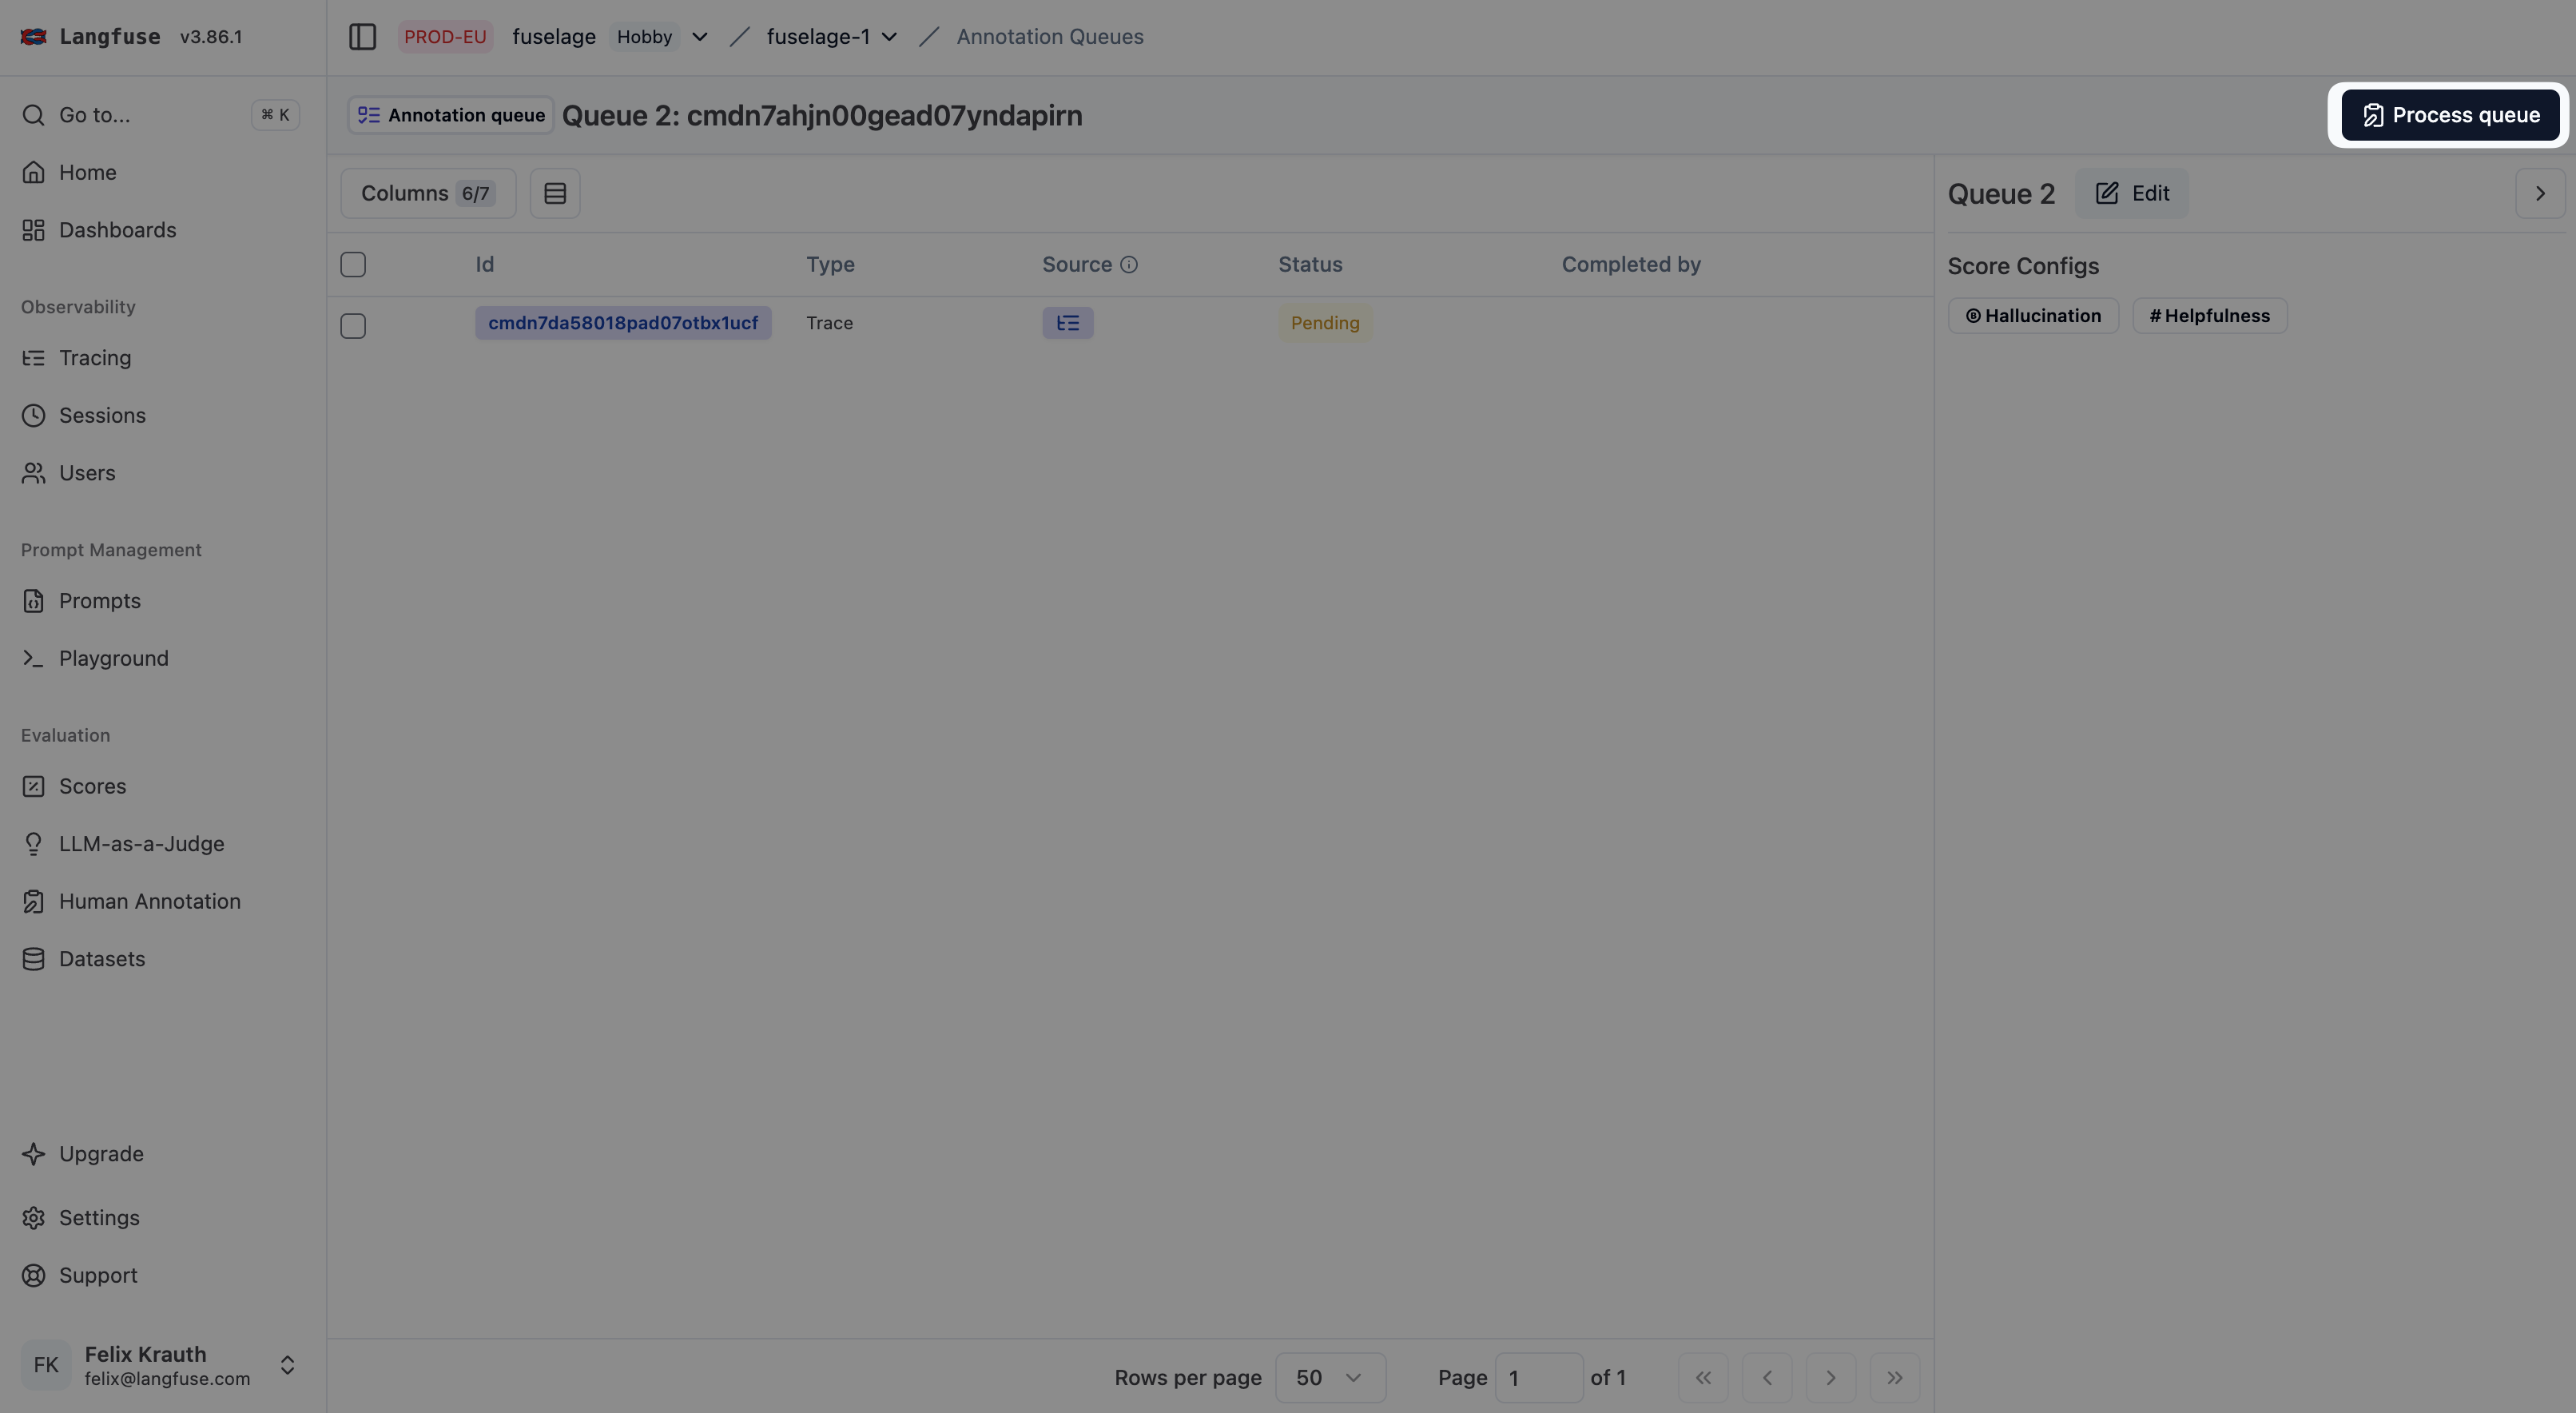 Langfuse v3.86.1
PROD-EU fuselage Hobby fuselage-1 Annotation Queues
Go to... ⌘ K
Home
Dashboards
Observability
Tracing
Sessions
Users
Prompt Management
Prompts
Playground
Evaluation
Scores
LLM-as-a-Judge
Human Annotation
Datasets
Upgrade
Settings
Support
FK
Felix Krauth
felix@langfuse.com
Annotation queue Queue 2: cmdn7ahjn00gead07yndapirn
Process queue
Columns 6/7
Id Type Source Status Completed by
cmdn7da58018pad07otbx1ucf Trace Pending
Rows per page 50 Page 1 of 1
Queue 2 Edit
Score Configs
Hallucination # Helpfulness